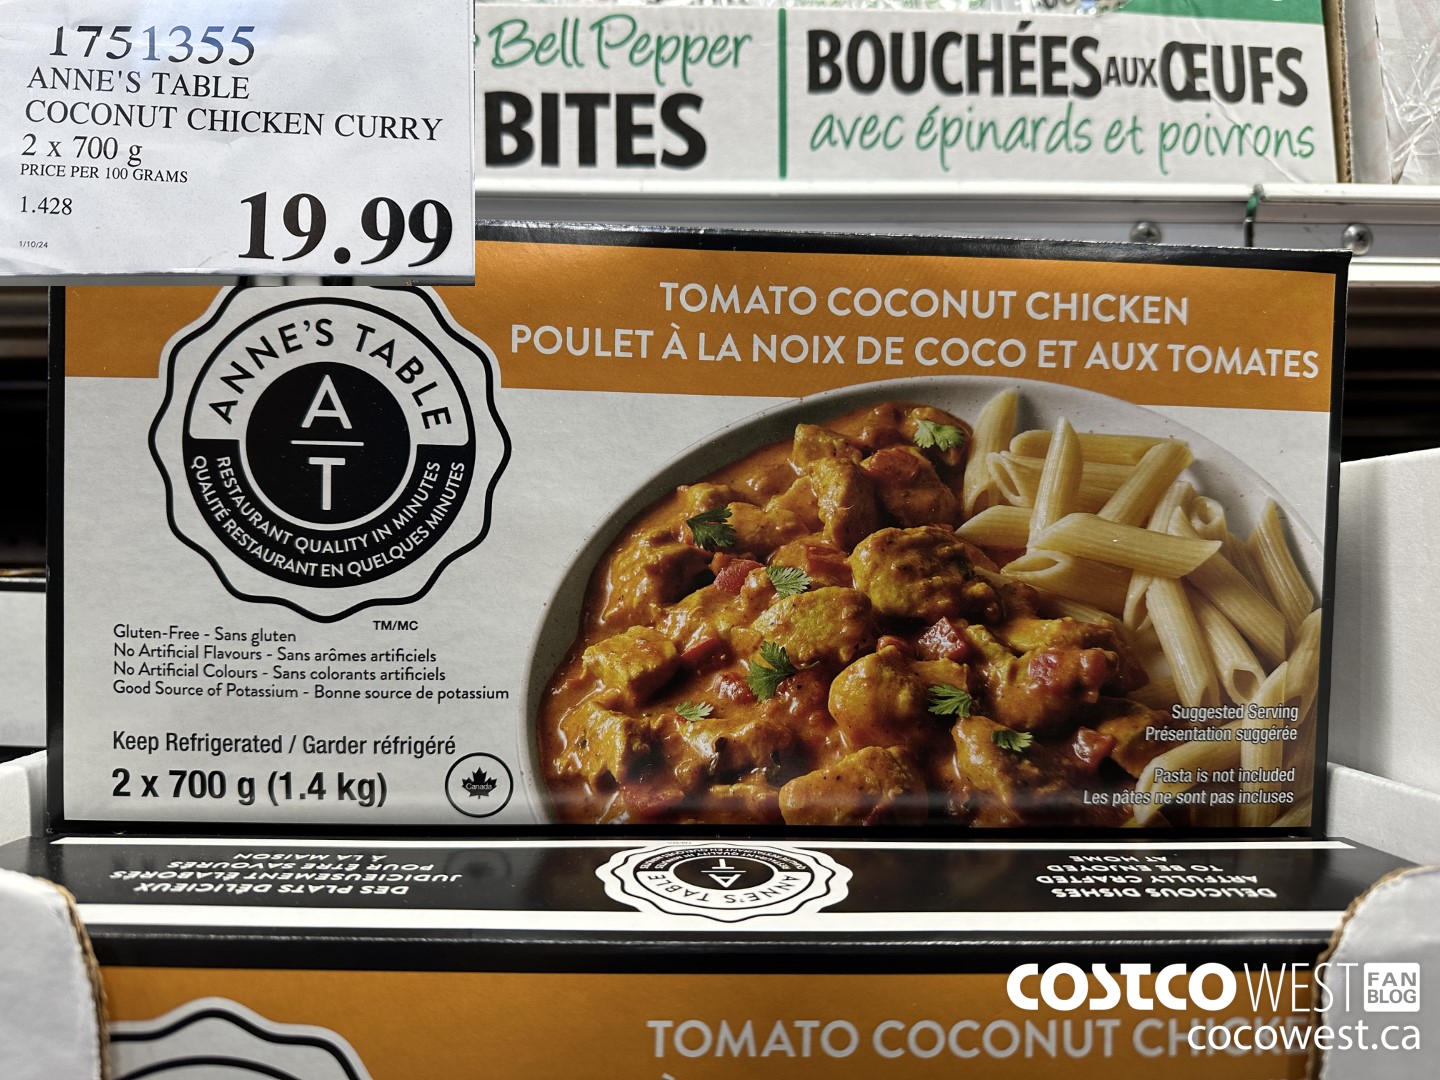 1751355
ANNE'S TABLE
COCONUT CHICKEN CURRY
2 x 700 g
PRICE PER 100 GRAMS
1.428
19.99
1/10/24
Bell Pepper
BITES
BOUCHÉES AUX ŒUFS
avec épinards et poivrons
TOMATO COCONUT CHICKEN
POULET À LA NOIX DE COCO ET AUX TOMATES
ANNE'S TABLE
A
T
RESTAURANT QUALITY IN MINUTES
QUALITÉ RESTAURANT EN QUELQUES MINUTES
TM/MC
Gluten-Free - Sans gluten
No Artificial Flavours - Sans arômes artificiels
No Artificial Colours - Sans colorants artificiels
Good Source of Potassium - Bonne source de potassium
Keep Refrigerated / Garder réfrigéré
2 x 700 g (1.4 kg)
Canada
Suggested Serving
Présentation suggérée
Pasta is not included
Les pâtes ne sont pas incluses
DES PLATS DÉLICIEUX
JUDICIEUSEMENT ÉLABORÉS
POUR ÊTRE SAVOURÉS
À LA MAISON
ANNE'S TABLE
A
T
DELICIOUS DISHES
ARTFULLY CRAFTED
TO BE ENJOYED
AT HOME
TOMATO COCONUT CHICKE
COSTCO WEST FAN BLOG
cocowest.ca